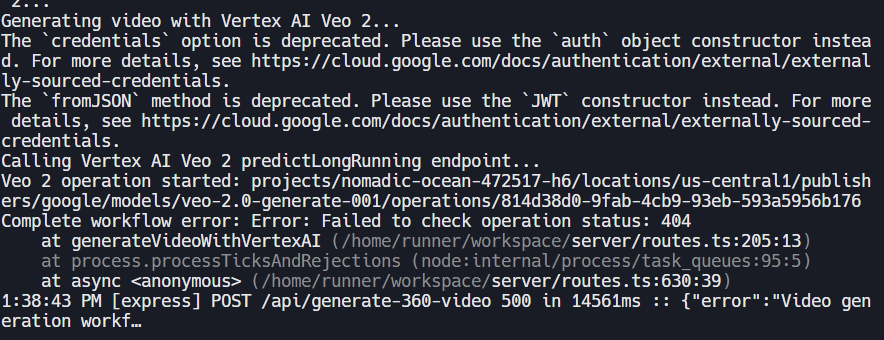 2...
Generating video with Vertex AI Veo 2...
The `credentials` option is deprecated. Please use the `auth` object constructor instea
d. For more details, see https://cloud.google.com/docs/authentication/external/external
ly-sourced-credentials.
The `fromJSON` method is deprecated. Please use the `JWT` constructor instead. For more
 details, see https://cloud.google.com/docs/authentication/external/externally-sourced-
credentials.
Calling Vertex AI Veo 2 predictLongRunning endpoint...
Veo 2 operation started: projects/nomadic-ocean-472517-h6/locations/us-central1/publish
ers/google/models/veo-2.0-generate-001/operations/814d38d0-9fab-4cb9-93eb-593a5956b176
Complete workflow error: Error: Failed to check operation status: 404
    at generateVideoWithVertexAI (/home/runner/workspace/server/routes.ts:205:13)
    at process.processTicksAndRejections (node:internal/process/task_queues:95:5)
    at async <anonymous> (/home/runner/workspace/server/routes.ts:630:39)
1:38:43 PM [express] POST /api/generate-360-video 500 in 14561ms :: {"error":"Video gen
eration workf…